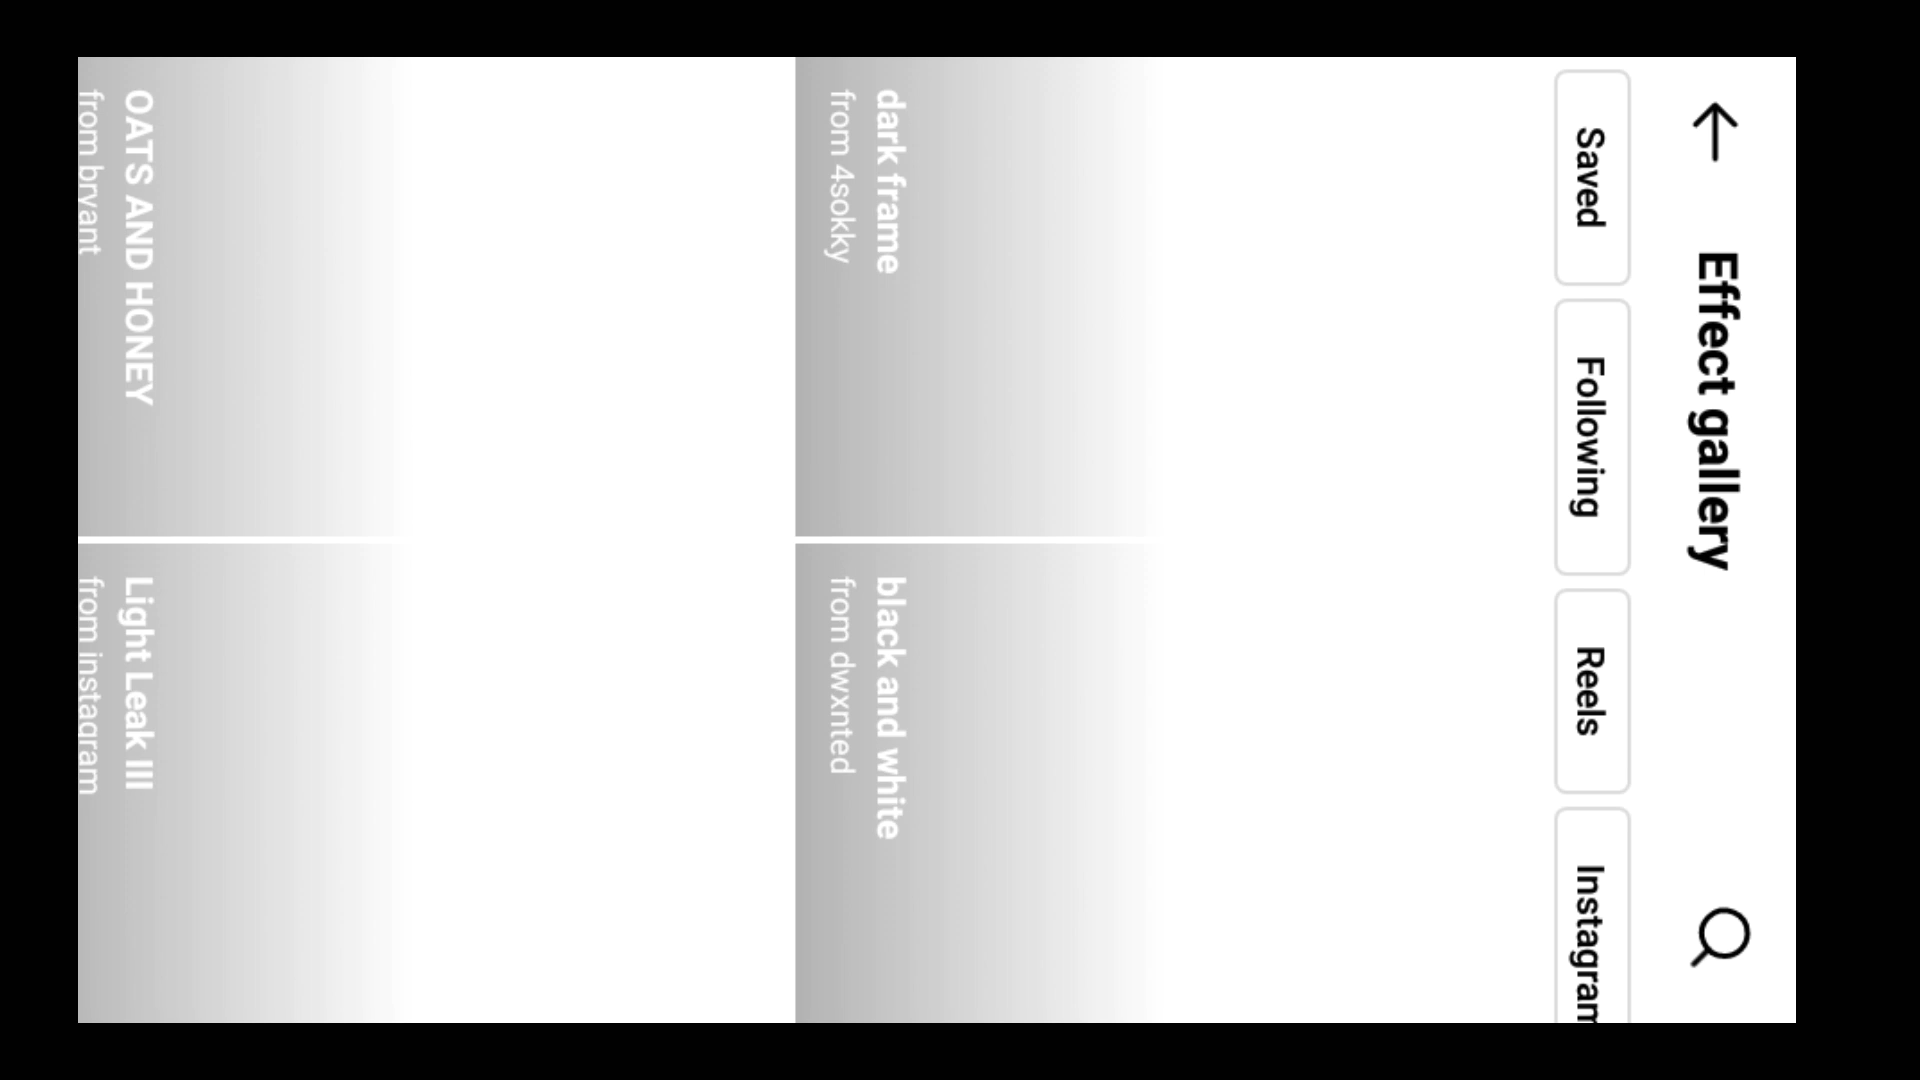 Effect gallery
Saved
Following
Reels
Instagram
dark frame
from 4sokky
black and white
from dwxnted
OATS AND HONEY
from bryant
Light Leak III
from instagram